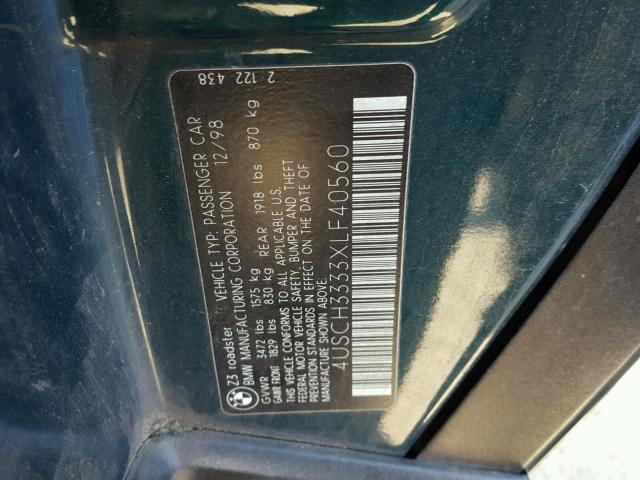 Z3 roadster VEHICLE TYP: PASSENGER CAR
BMW MANUFACTURING CORPORATION 12/98
GVWR 3472 lbs 1575 kg
GAWR FRONT 1829 lbs 830 kg REAR 1918 lbs 870 kg
THIS VEHICLE CONFORMS TO ALL APPLICABLE U.S.
FEDERAL MOTOR VEHICLE SAFETY, BUMPER AND THEFT
PREVENTION STANDARDS IN EFFECT ON THE DATE OF
MANUFACTURE SHOWN ABOVE.
4USCH3333XLF40560
2 122 438